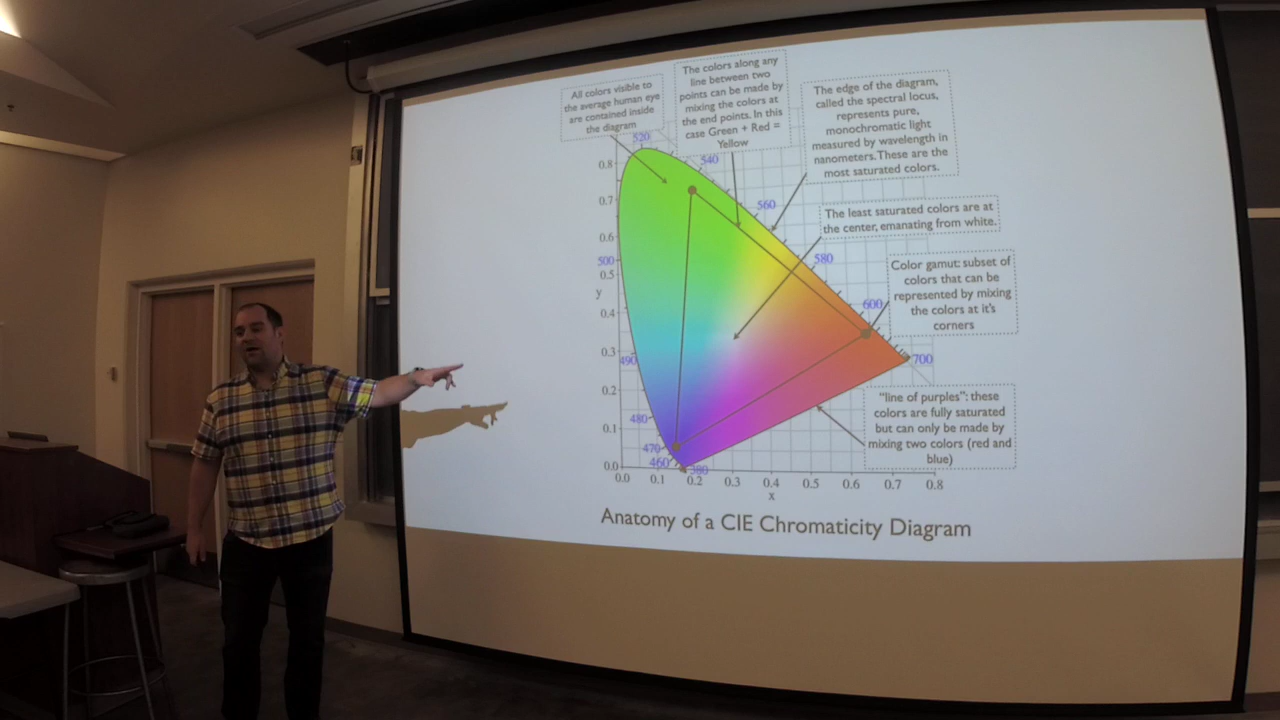 All colors visible to
the average human eye
are contained inside
the diagram
The colors along any
line between two
points can be made by
mixing the colors at
the end points. In this
case Green + Red =
Yellow
The edge of the diagram,
called the spectral locus,
represents pure,
monochromatic light
measured by wavelength in
nanometers. These are the
most saturated colors.
The least saturated colors are at
the center, emanating from white.
Color gamut: subset of
colors that can be
represented by mixing
the colors at it's
corners
"line of purples": these
colors are fully saturated
but can only be made by
mixing two colors (red and
blue)
520
540
560
580
600
700
500
490
480
470
460
380
0.8
0.7
0.6
0.5
y
0.4
0.3
0.2
0.1
0.0
0.0 0.1 0.2 0.3 0.4 0.5 0.6 0.7 0.8
x
Anatomy of a CIE Chromaticity Diagram